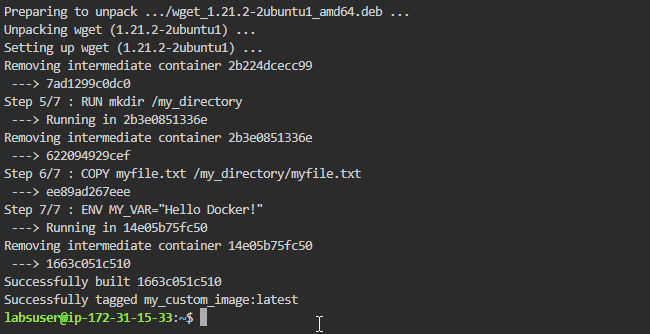 Preparing to unpack .../wget_1.21.2-2ubuntu1_amd64.deb ...
Unpacking wget (1.21.2-2ubuntu1) ...
Setting up wget (1.21.2-2ubuntu1) ...
Removing intermediate container 2b224dcecc99
 ---> 7ad1299c0dc0
Step 5/7 : RUN mkdir /my_directory
 ---> Running in 2b3e0851336e
Removing intermediate container 2b3e0851336e
 ---> 622094929cef
Step 6/7 : COPY myfile.txt /my_directory/myfile.txt
 ---> ee89ad267eee
Step 7/7 : ENV MY_VAR="Hello Docker!"
 ---> Running in 14e05b75fc50
Removing intermediate container 14e05b75fc50
 ---> 1663c051c510
Successfully built 1663c051c510
Successfully tagged my_custom_image:latest
labsuser@ip-172-31-15-33:~$